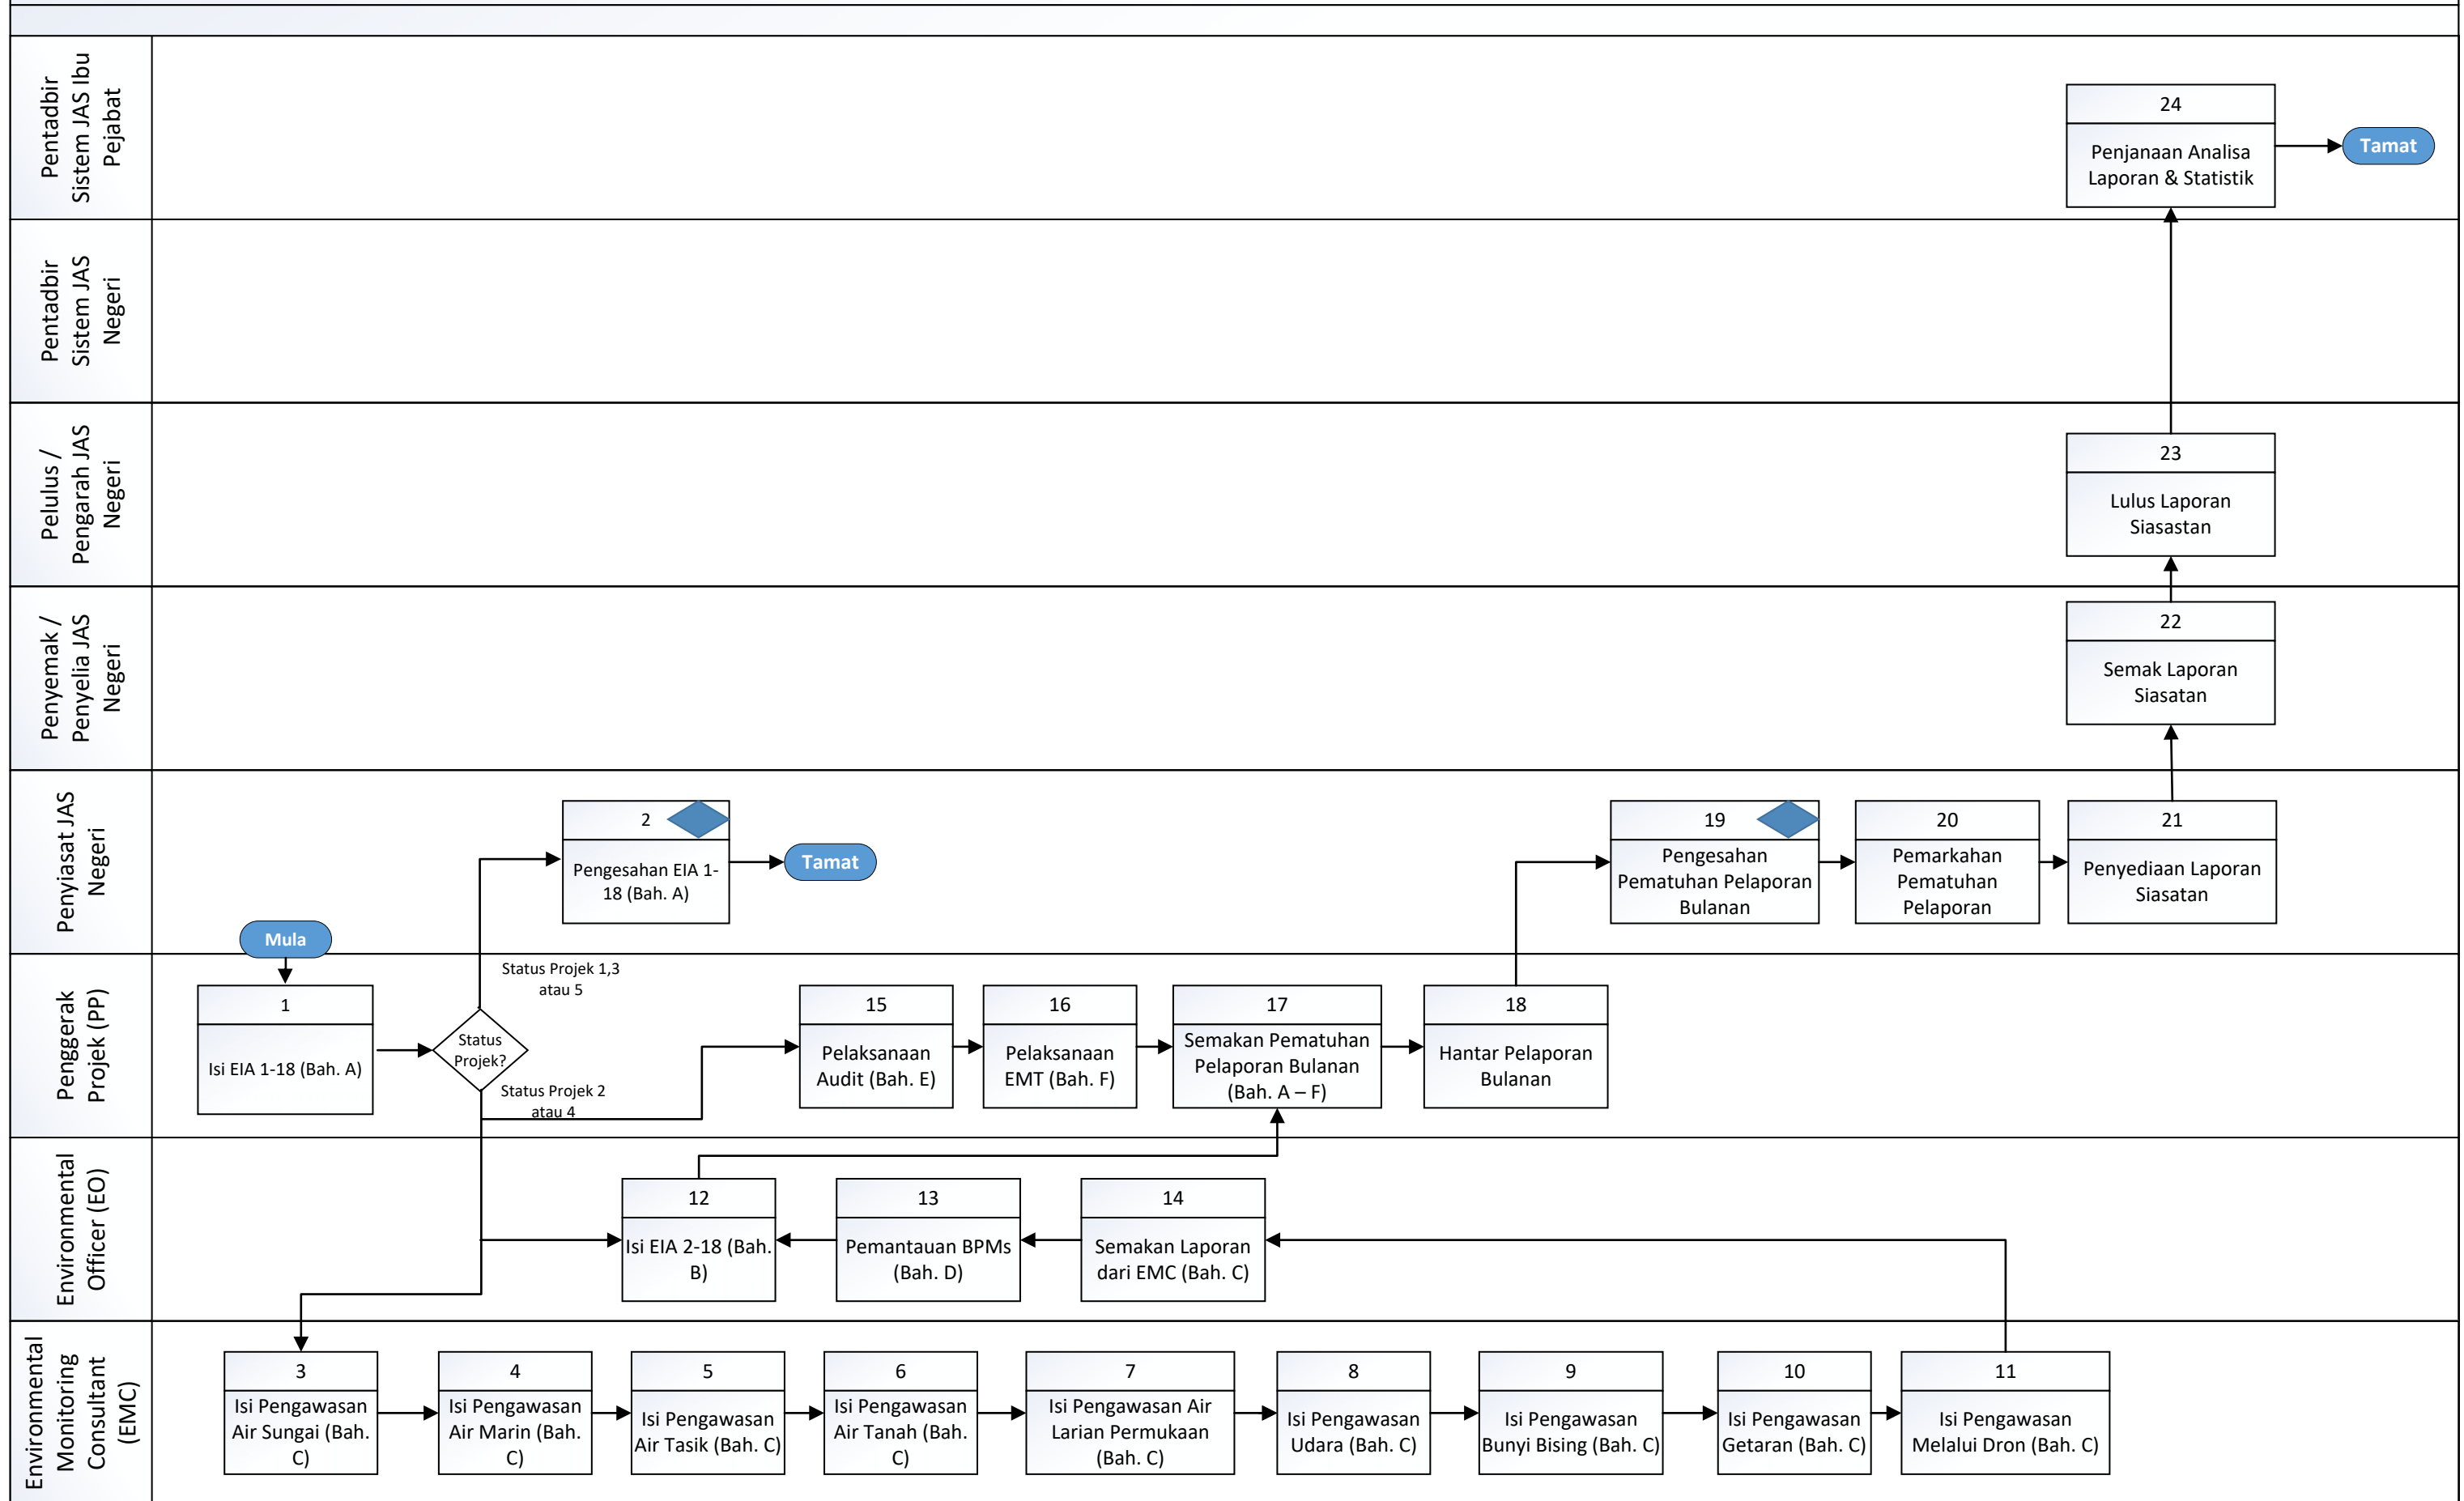 Pentadbir
Sistem JAS Ibu
Pejabat
24
Penjanaan Analisa
Laporan & Statistik
Tamat
Pentadbir
Sistem JAS
Negeri
Pelulus /
Pengarah JAS
Negeri
23
Lulus Laporan
Siasastan
Penyemak /
Penyelia JAS
Negeri
22
Semak Laporan
Siasatan
Penyiasat JAS
Negeri
2
Pengesahan EIA 1-
18 (Bah. A)
Tamat
19
Pengesahan
Pematuhan Pelaporan
Bulanan
20
Pemarkahan
Pematuhan
Pelaporan
21
Penyediaan Laporan
Siasatan
Mula
Penggerak
Projek (PP)
1
Isi EIA 1-18 (Bah. A)
Status
Projek?
Status Projek 1,3
atau 5
Status Projek 2
atau 4
15
Pelaksanaan
Audit (Bah. E)
16
Pelaksanaan
EMT (Bah. F)
17
Semakan Pematuhan
Pelaporan Bulanan
(Bah. A – F)
18
Hantar Pelaporan
Bulanan
Environmental
Officer (EO)
12
Isi EIA 2-18 (Bah.
B)
13
Pemantauan BPMs
(Bah. D)
14
Semakan Laporan
dari EMC (Bah. C)
Environmental
Monitoring
Consultant
(EMC)
3
Isi Pengawasan
Air Sungai (Bah.
C)
4
Isi Pengawasan
Air Marin (Bah.
C)
5
Isi Pengawasan
Air Tasik (Bah. C)
6
Isi Pengawasan
Air Tanah (Bah.
C)
7
Isi Pengawasan Air
Larian Permukaan
(Bah. C)
8
Isi Pengawasan
Udara (Bah. C)
9
Isi Pengawasan
Bunyi Bising (Bah. C)
10
Isi Pengawasan
Getaran (Bah. C)
11
Isi Pengawasan
Melalui Dron (Bah. C)